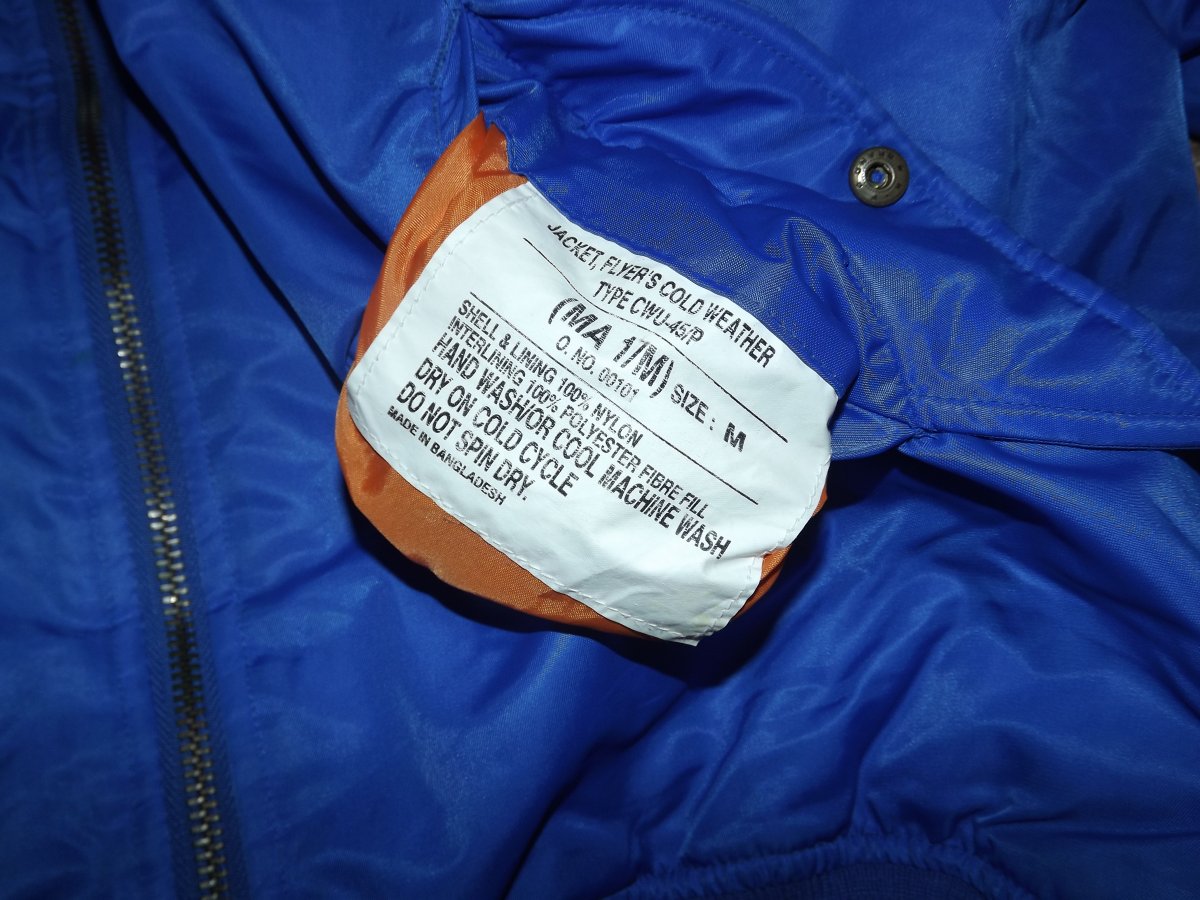 JACKET, FLYER'S COLD WEATHER
TYPE CWU-45/P
(MA 1/M) SIZE: M
O. NO. 00101
SHELL & LINING 100% NYLON
INTERLINING 100% POLYESTER FIBRE FILL
HAND WASH/OR COOL MACHINE WASH
DRY ON COLD CYCLE
DO NOT SPIN DRY.
MADE IN BANGLADESH